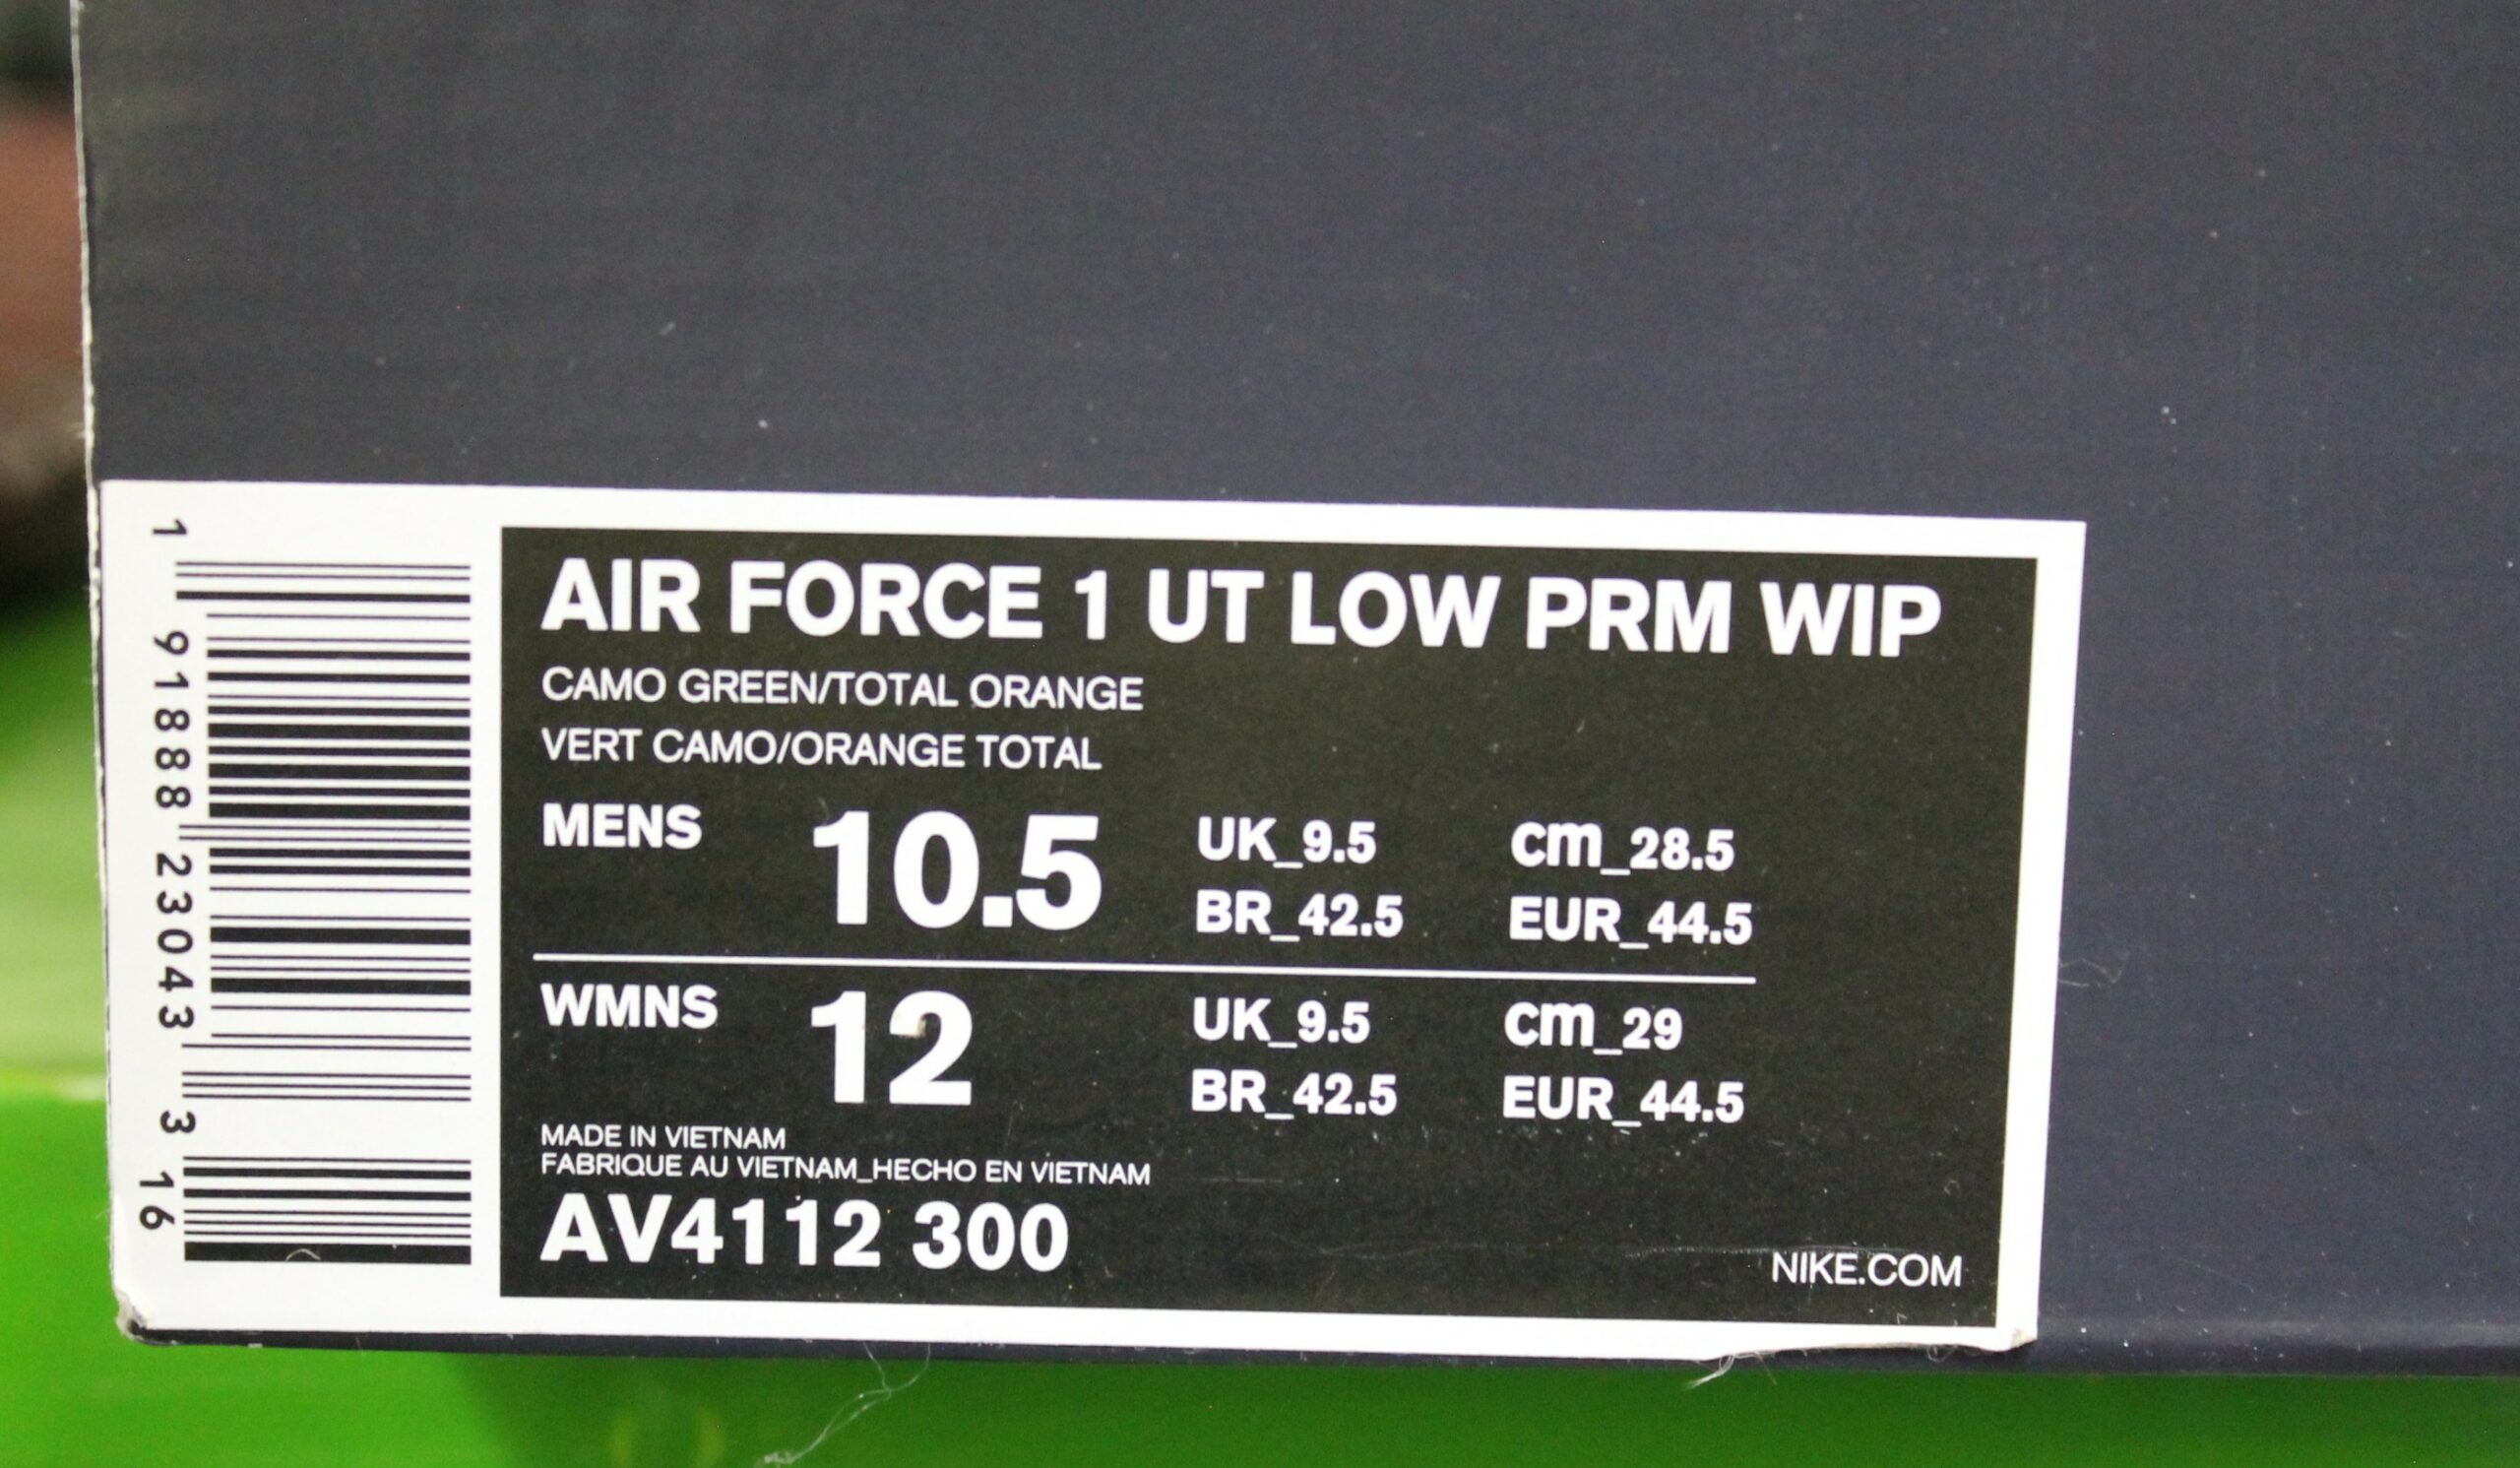 1 91888 23043 3
16
AIR FORCE 1 UT LOW PRM WIP
CAMO GREEN/TOTAL ORANGE
VERT CAMO/ORANGE TOTAL
MENS 10.5 UK_9.5 cm_28.5
BR_42.5 EUR_44.5
WMNS 12 UK_9.5 cm_29
BR_42.5 EUR_44.5
MADE IN VIETNAM
FABRIQUE AU VIETNAM_HECHO EN VIETNAM
AV4112 300
NIKE.COM